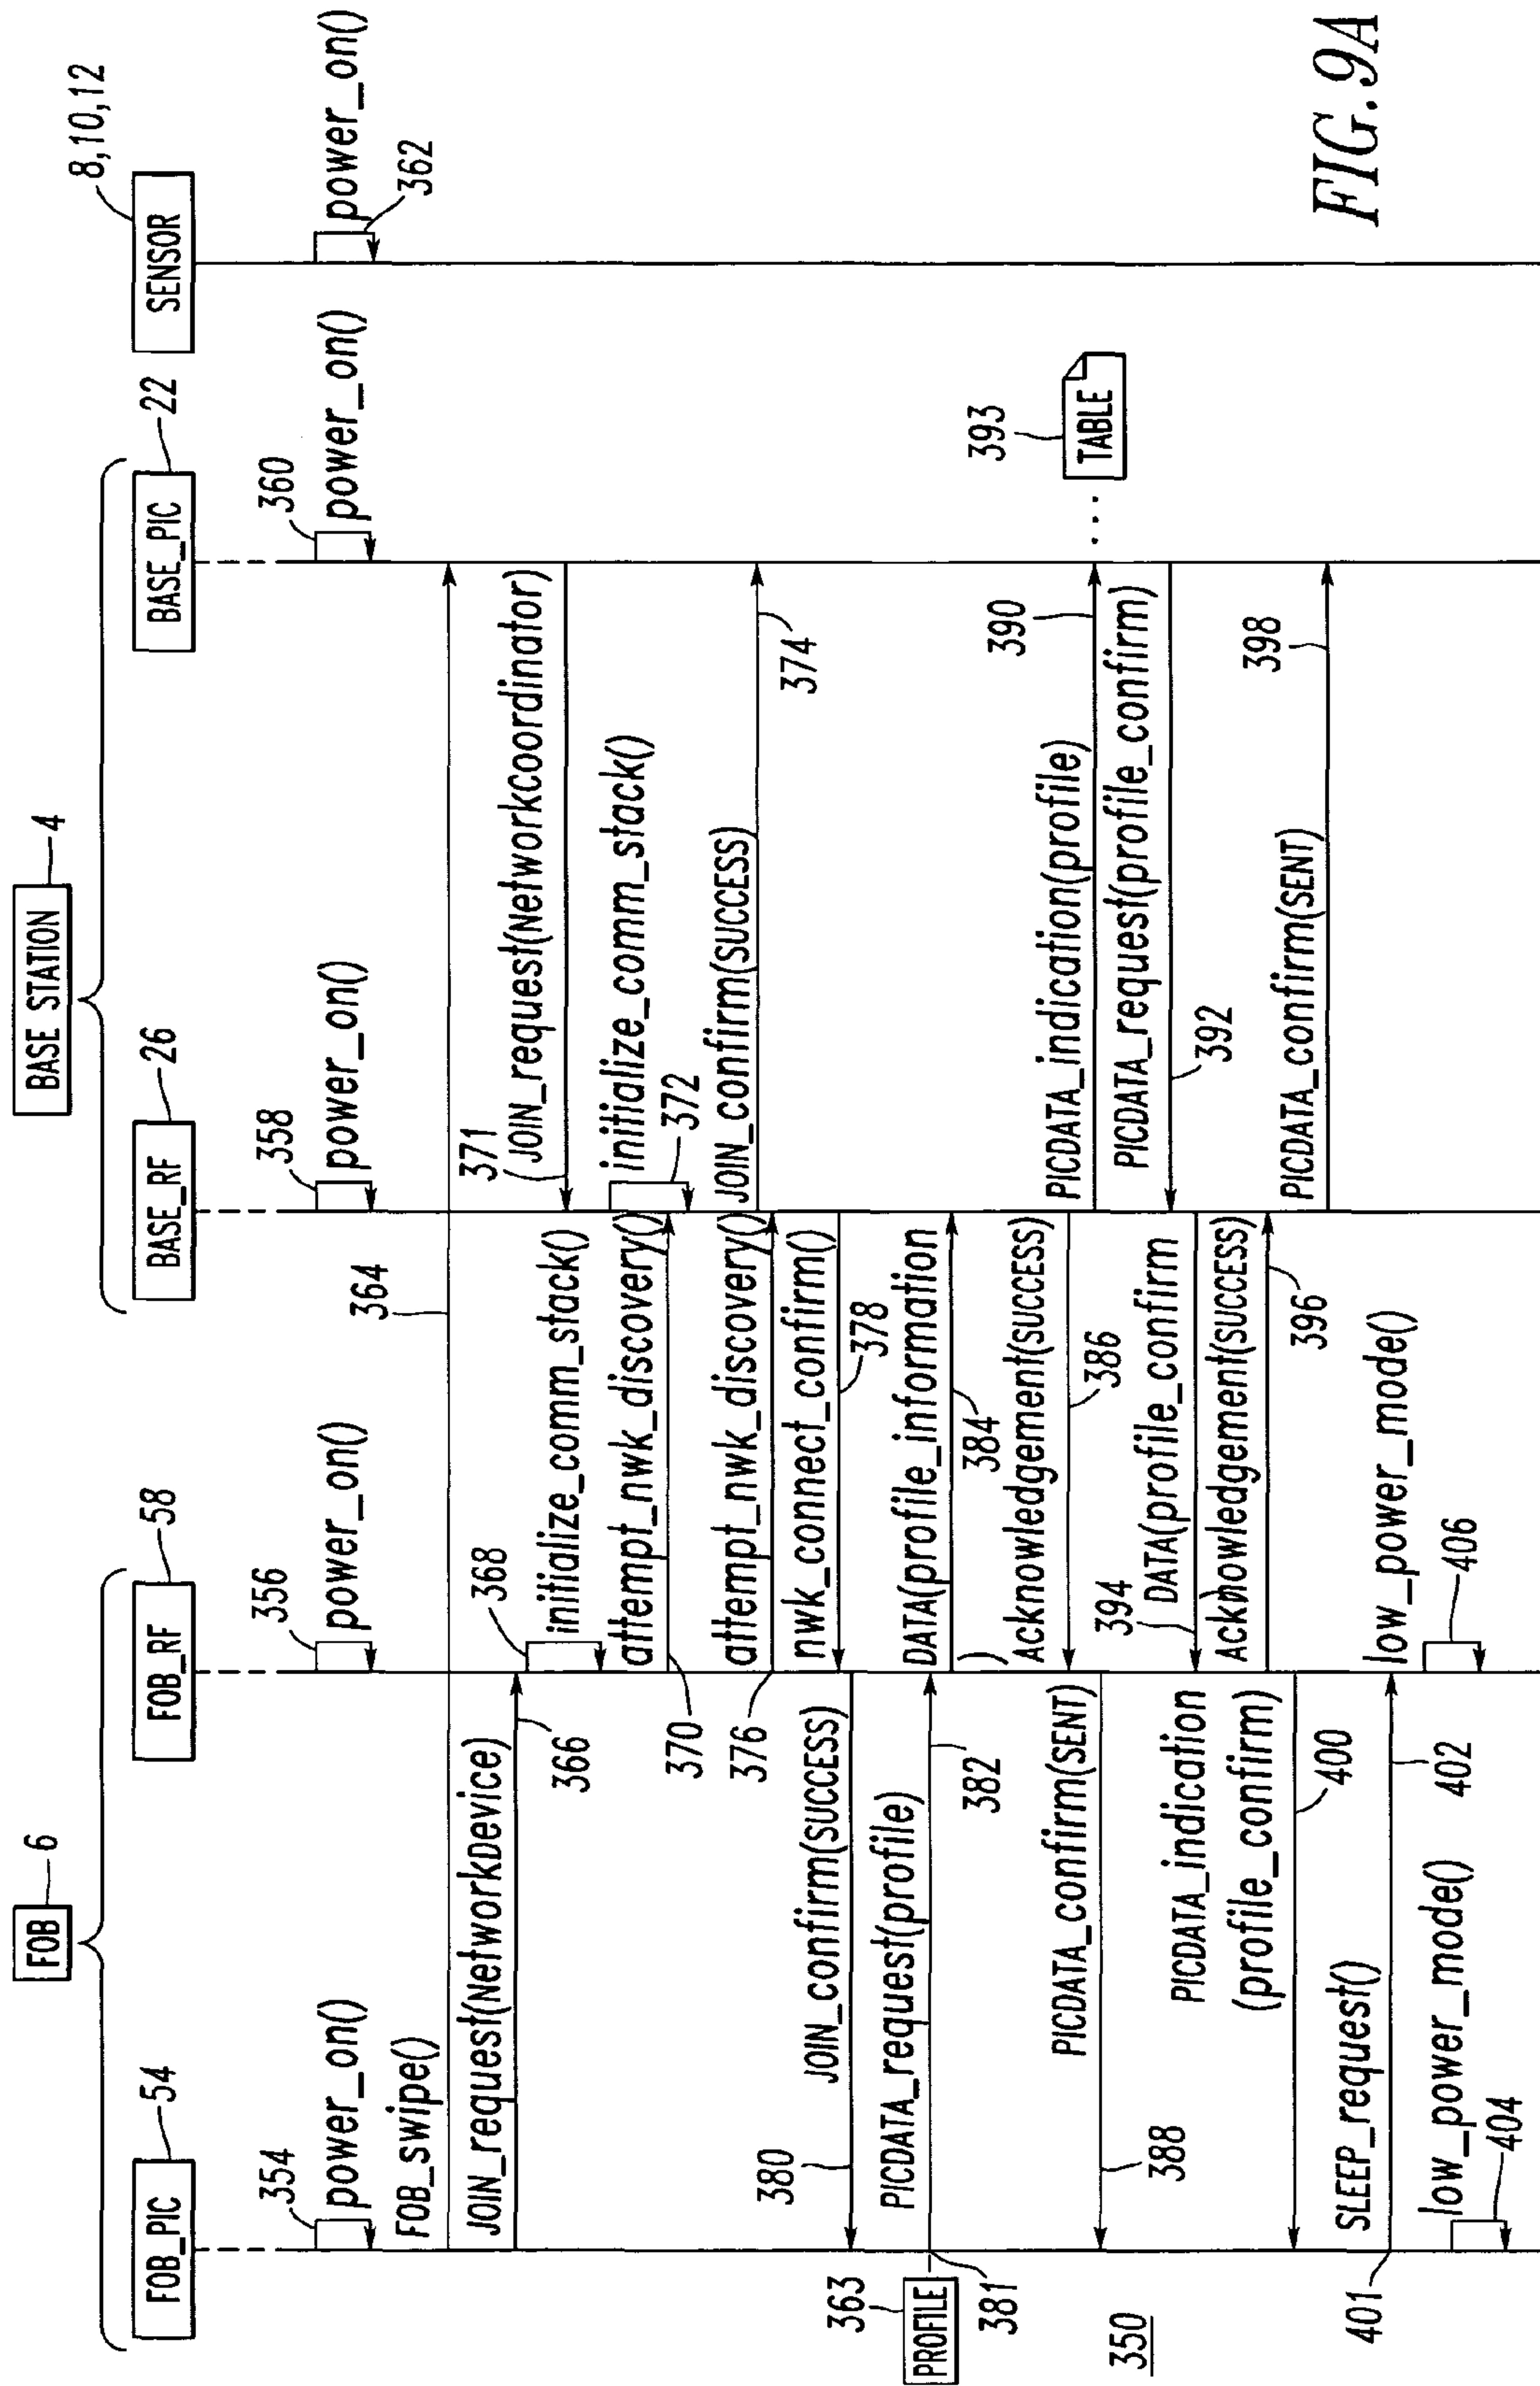 FOB 6
BASE STATION 4
FOB_PIC 54
FOB_RF 58
BASE_RF 26
BASE_PIC 22
SENSOR 8,10,12
354 power_on()
356 power_on()
358 power_on()
360 power_on()
power_on() 362
FOB_swipe()
364
JOIN_request(NetworkDevice)
366
371 JOIN_request(Networkcoordinator)
368
initialize_comm_stack()
initialize_comm_stack()
372
attempt_nwk_discovery()
370
JOIN_confirm(SUCCESS)
374
attempt_nwk_discovery()
376
nwk_connect_confirm()
378
JOIN_confirm(SUCCESS)
380
PICDATA_request(profile)
363
PROFILE
381
382
DATA(profile_information
384
Acknowledgement(SUCCESS)
386
PICDATA_confirm(SENT)
388
PICDATA_indication(profile)
390
393
TABLE
...
PICDATA_request(profile_confirm)
392
394 DATA(profile_confirm
Acknowledgement(SUCCESS)
396
PICDATA_confirm(SENT)
398
PICDATA_indication
(profile_confirm)
400
SLEEP_request()
401
402
low_power_mode()
404
low_power_mode()
406
350
FIG. 9A